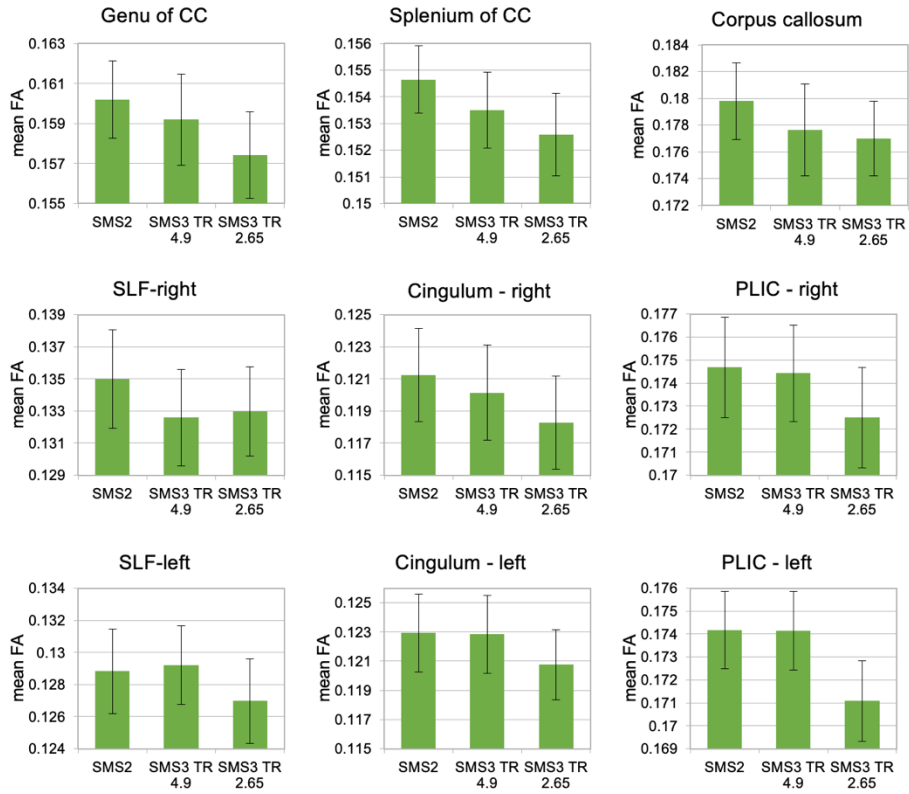 Genu of CC
mean FA
0.163
0.161
0.159
0.157
0.155
SMS2
SMS3 TR
4.9
SMS3 TR
2.65
Splenium of CC
mean FA
0.156
0.155
0.154
0.153
0.152
0.151
0.15
SMS2
SMS3 TR
4.9
SMS3 TR
2.65
Corpus callosum
mean FA
0.184
0.182
0.18
0.178
0.176
0.174
0.172
SMS2
SMS3 TR
4.9
SMS3 TR
2.65
SLF-right
mean FA
0.139
0.137
0.135
0.133
0.131
0.129
SMS2
SMS3 TR
4.9
SMS3 TR
2.65
Cingulum - right
mean FA
0.125
0.123
0.121
0.119
0.117
0.115
SMS2
SMS3 TR
4.9
SMS3 TR
2.65
PLIC - right
mean FA
0.177
0.176
0.175
0.174
0.173
0.172
0.171
0.17
SMS2
SMS3 TR
4.9
SMS3 TR
2.65
SLF-left
mean FA
0.134
0.132
0.13
0.128
0.126
0.124
SMS2
SMS3 TR
4.9
SMS3 TR
2.65
Cingulum - left
mean FA
0.125
0.123
0.121
0.119
0.117
0.115
SMS2
SMS3 TR
4.9
SMS3 TR
2.65
PLIC - left
mean FA
0.176
0.175
0.174
0.173
0.172
0.171
0.17
0.169
SMS2
SMS3 TR
4.9
SMS3 TR
2.65